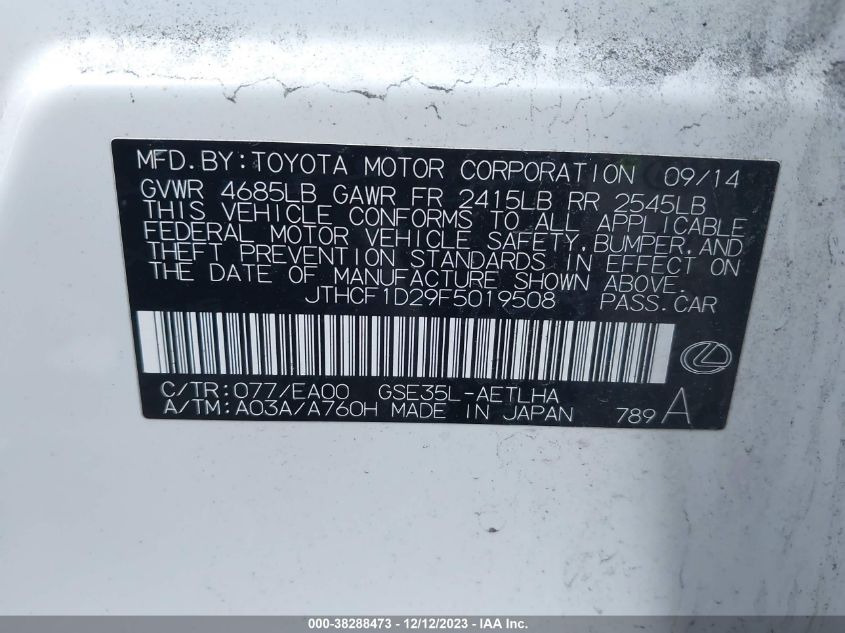 MFD.BY:TOYOTA MOTOR CORPORATION 09/14
GVWR 4685LB GAWR FR 2415LB RR 2545LB
THIS VEHICLE CONFORMS TO ALL APPLICABLE
FEDERAL MOTOR VEHICLE SAFETY,BUMPER,AND
THEFT PREVENTION STANDARDS IN EFFECT ON
THE DATE OF MANUFACTURE SHOWN ABOVE.
JTHCF1D29F5019508 PASS.CAR
C/TR:077/EA00 GSE35L-AETLHA
A/TM:A03A/A760H MADE IN JAPAN 789 A
000-38288473 - 12/12/2023 - IAA Inc.